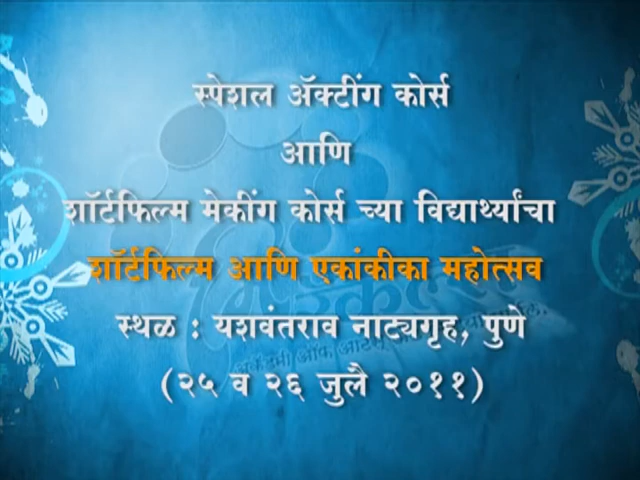 स्पेशल ॲक्टींग कोर्स
आणि
शॉर्टफिल्म मेकींग कोर्स च्या विद्यार्थ्यांचा
शॉर्टफिल्म आणि एकांकीका महोत्सव
स्थळ : यशवंतराव नाट्यगृह, पुणे
(२५ व २६ जुलै २०११)